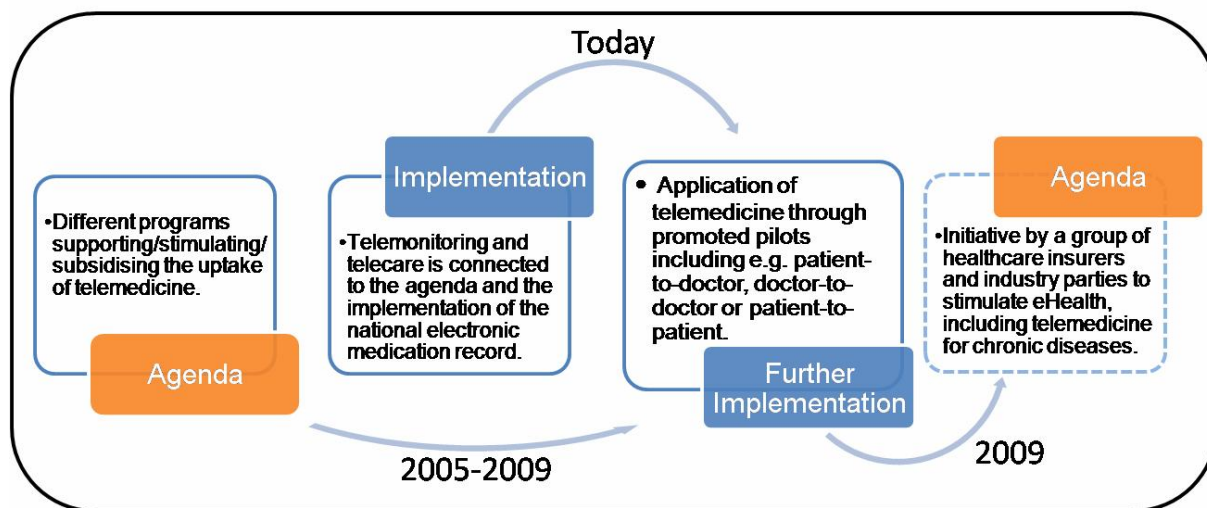 Today
•Different programs
supporting/stimulating/
subsidising the uptake
of telemedicine.
Agenda
Implementation
•Telemonitoring and
telecare is connected
to the agenda and the
implementation of the
national electronic
medication record.
2005-2009
• Application of
telemedicine through
promoted pilots
including e.g. patient-
to-doctor, doctor-to-
doctor or patient-to-
patient.
Further
Implementation
2009
Agenda
•Initiative by a group of
healthcare insurers
and industry parties to
stimulate eHealth,
including telemedicine
for chronic diseases.